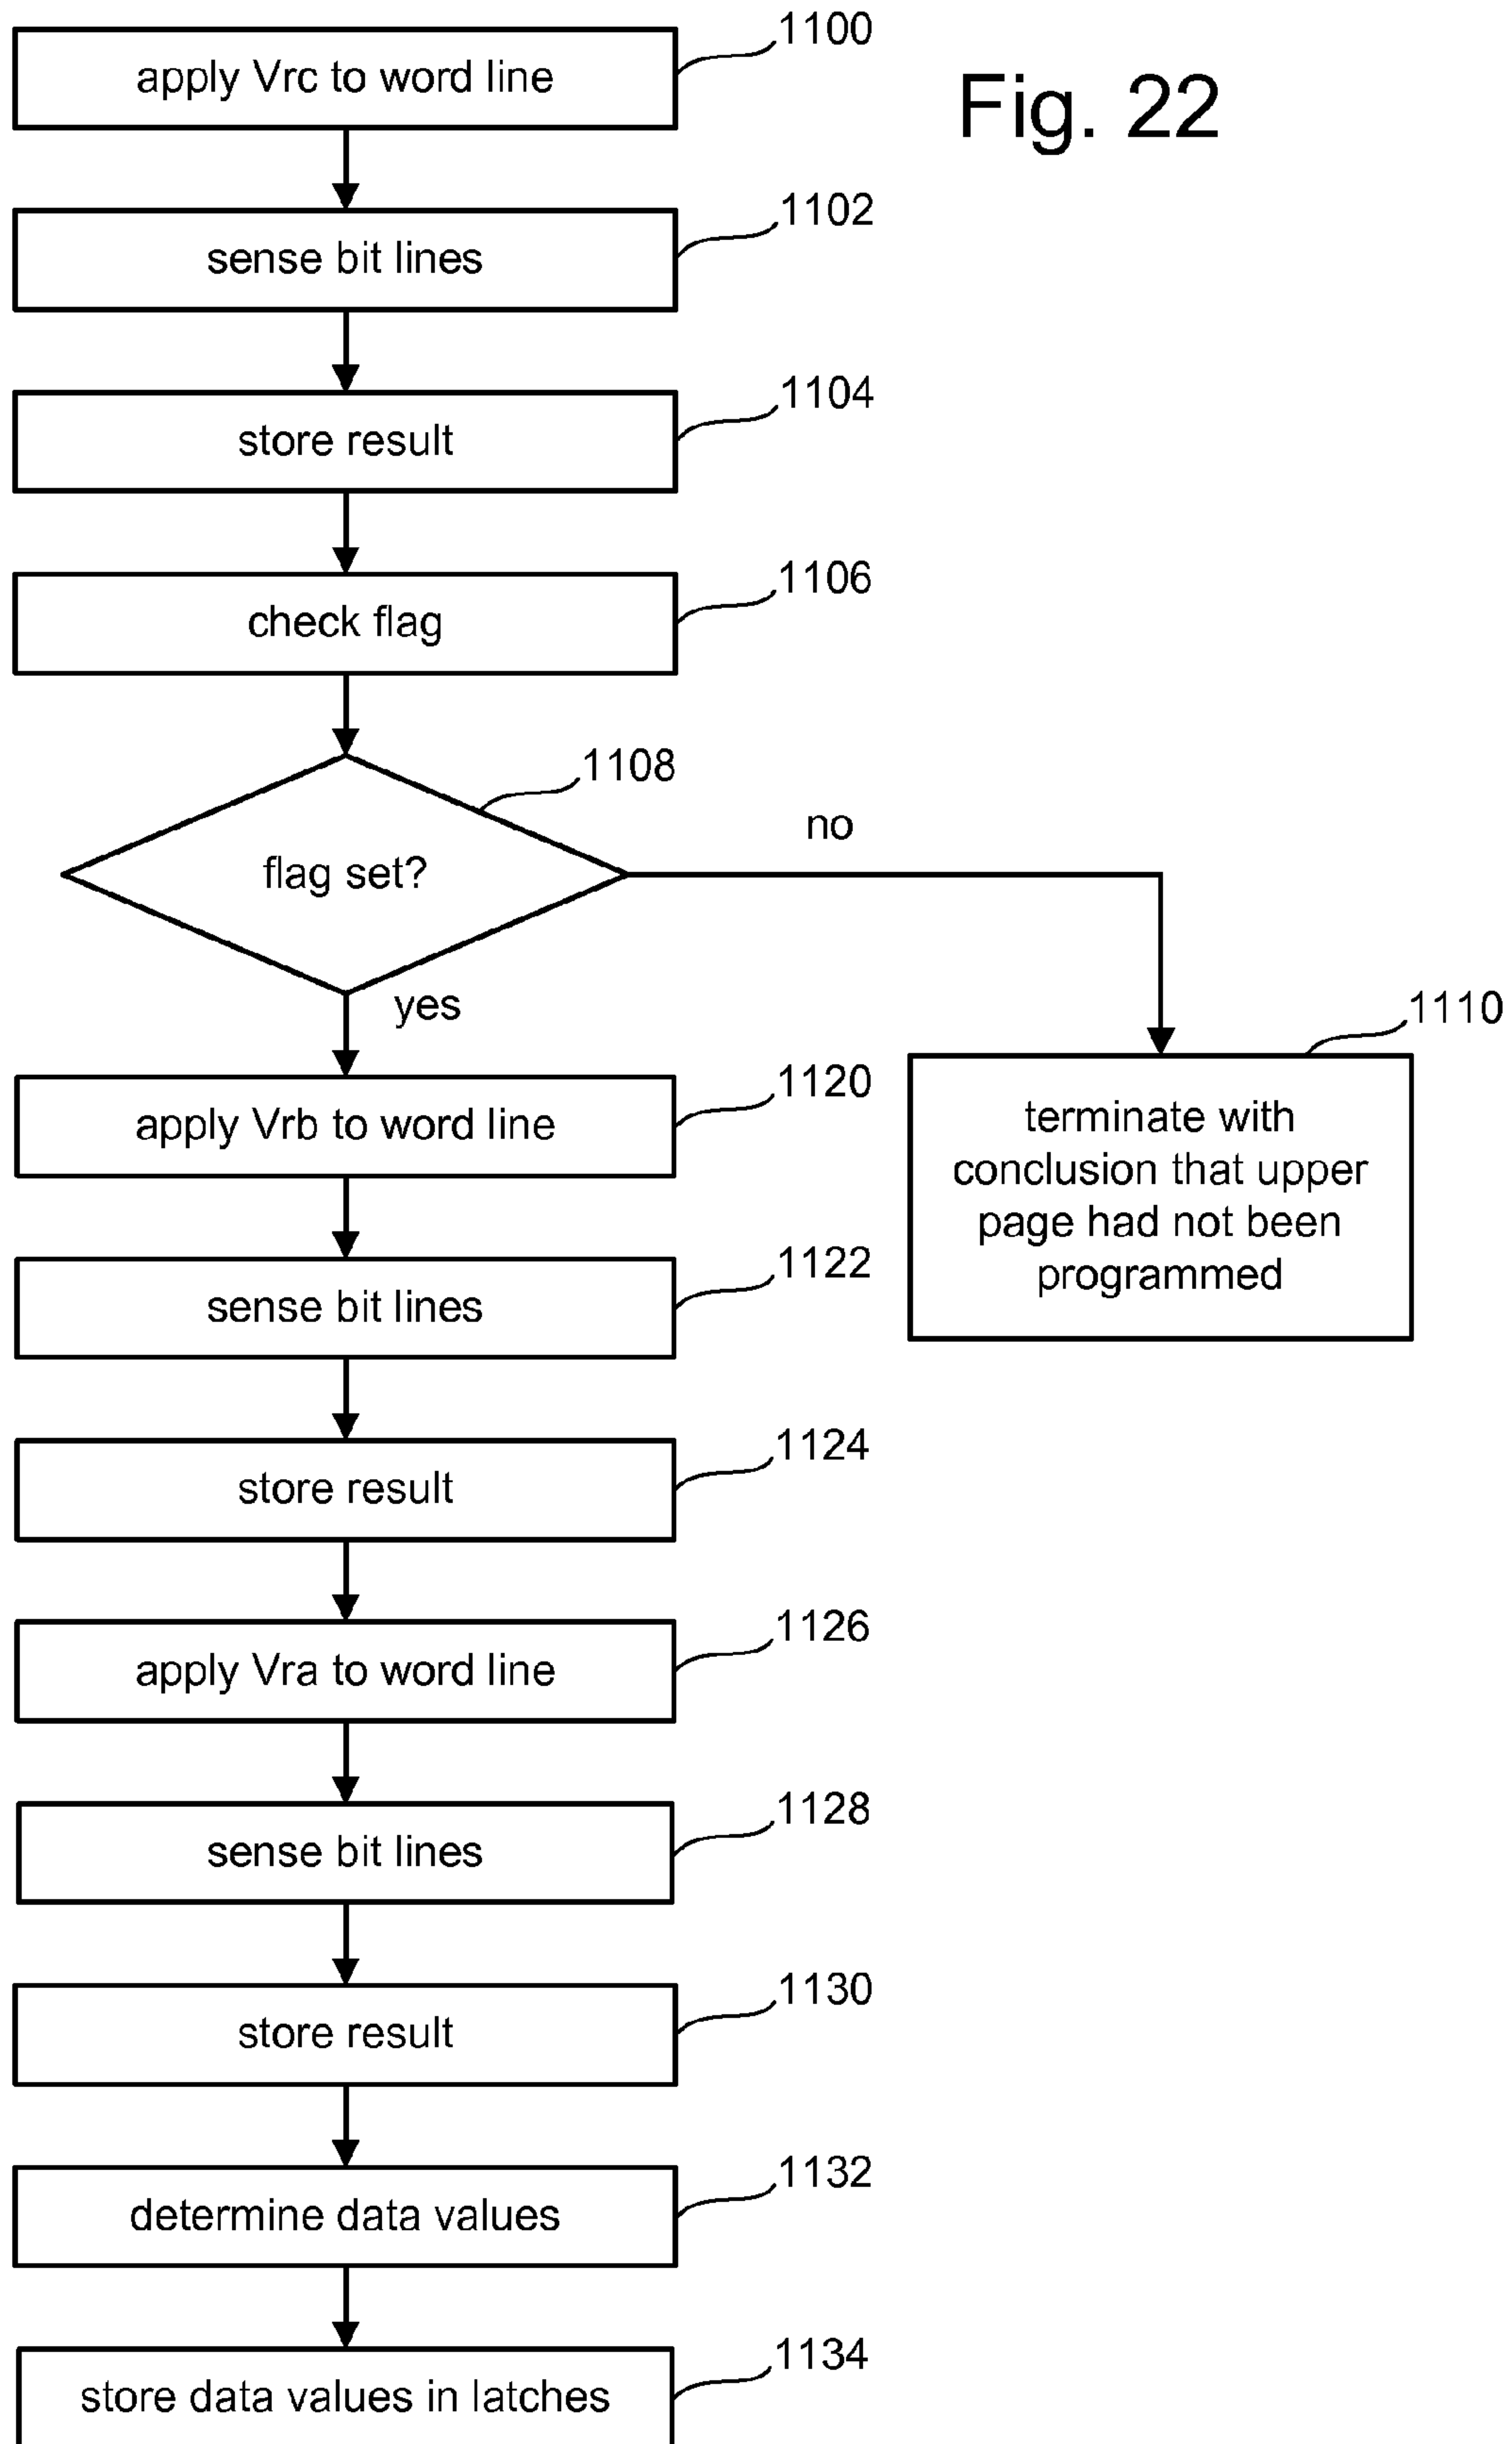 1100
apply Vrc to word line
Fig. 22
1102
sense bit lines
1104
store result
1106
check flag
1108
flag set?
no
yes
1110
terminate with
conclusion that upper
page had not been
programmed
1120
apply Vrb to word line
1122
sense bit lines
1124
store result
1126
apply Vra to word line
1128
sense bit lines
1130
store result
1132
determine data values
1134
store data values in latches